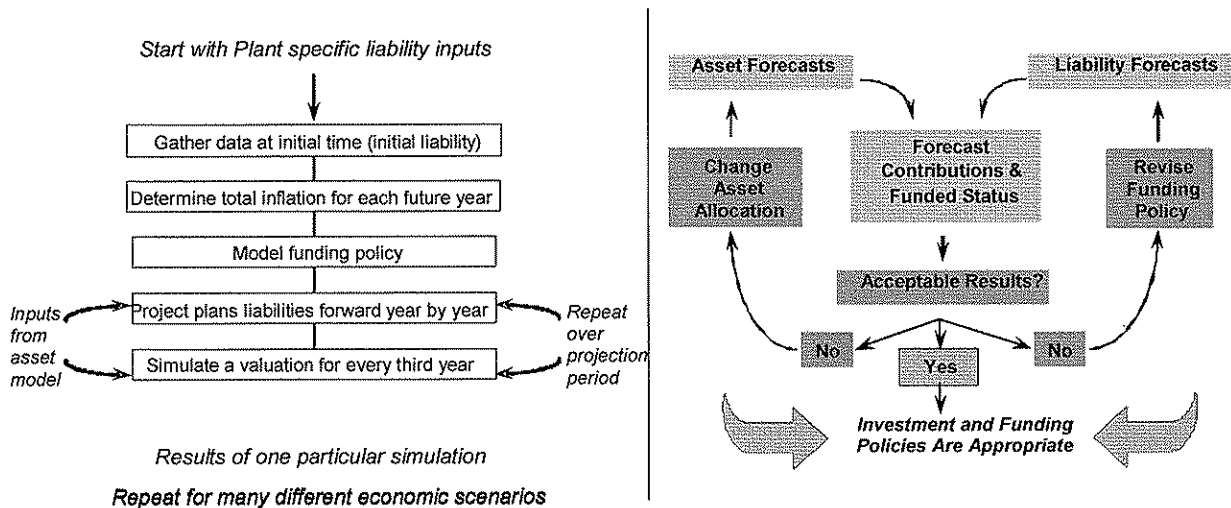 Start with Plant specific liability inputs
Gather data at initial time (initial liability)
Determine total inflation for each future year
Model funding policy
Project plans liabilities forward year by year
Simulate a valuation for every third year
Inputs
from
asset
model
Repeat
over
projection
period
Results of one particular simulation
Repeat for many different economic scenarios
Asset Forecasts
Liability Forecasts
Change
Asset
Allocation
Forecast
Contributions &
Funded Status
Revise
Funding
Policy
Acceptable Results?
No
Yes
No
Investment and Funding
Policies Are Appropriate